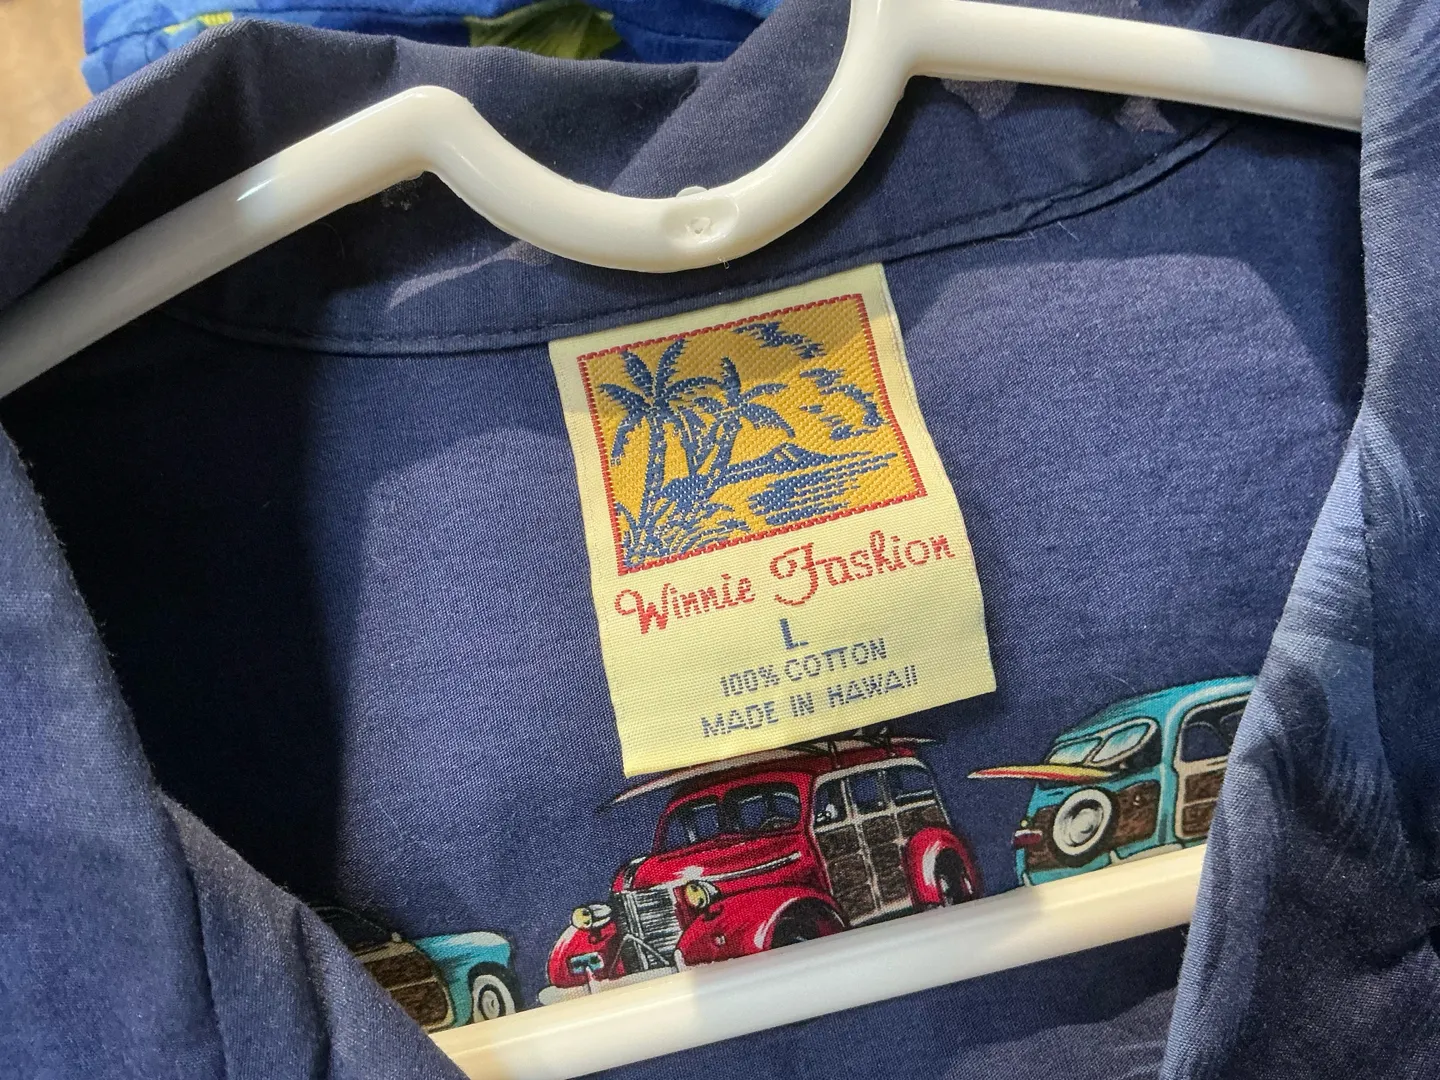 Winnie Fashion
L
100% COTTON
MADE IN HAWAII